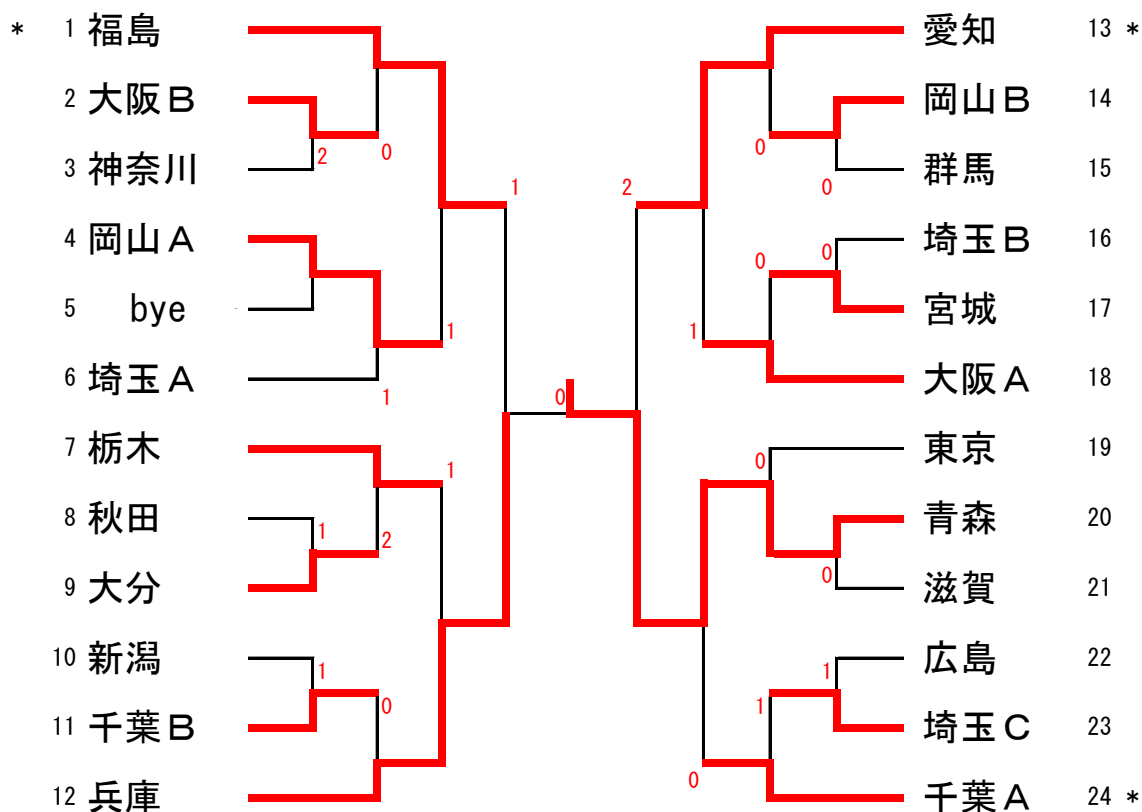 * 1 福島
2 大阪B
3 神奈川
4 岡山A
5 bye
6 埼玉A
7 栃木
8 秋田
9 大分
10 新潟
11 千葉B
12 兵庫
2
0
1
1
1
1
1
2
1
0
0
2
愛知 13 *
岡山B 14
群馬 15
埼玉B 16
宮城 17
大阪A 18
東京 19
青森 20
滋賀 21
広島 22
埼玉C 23
千葉A 24 *
0
0
0
0
1
0
0
1
1
0